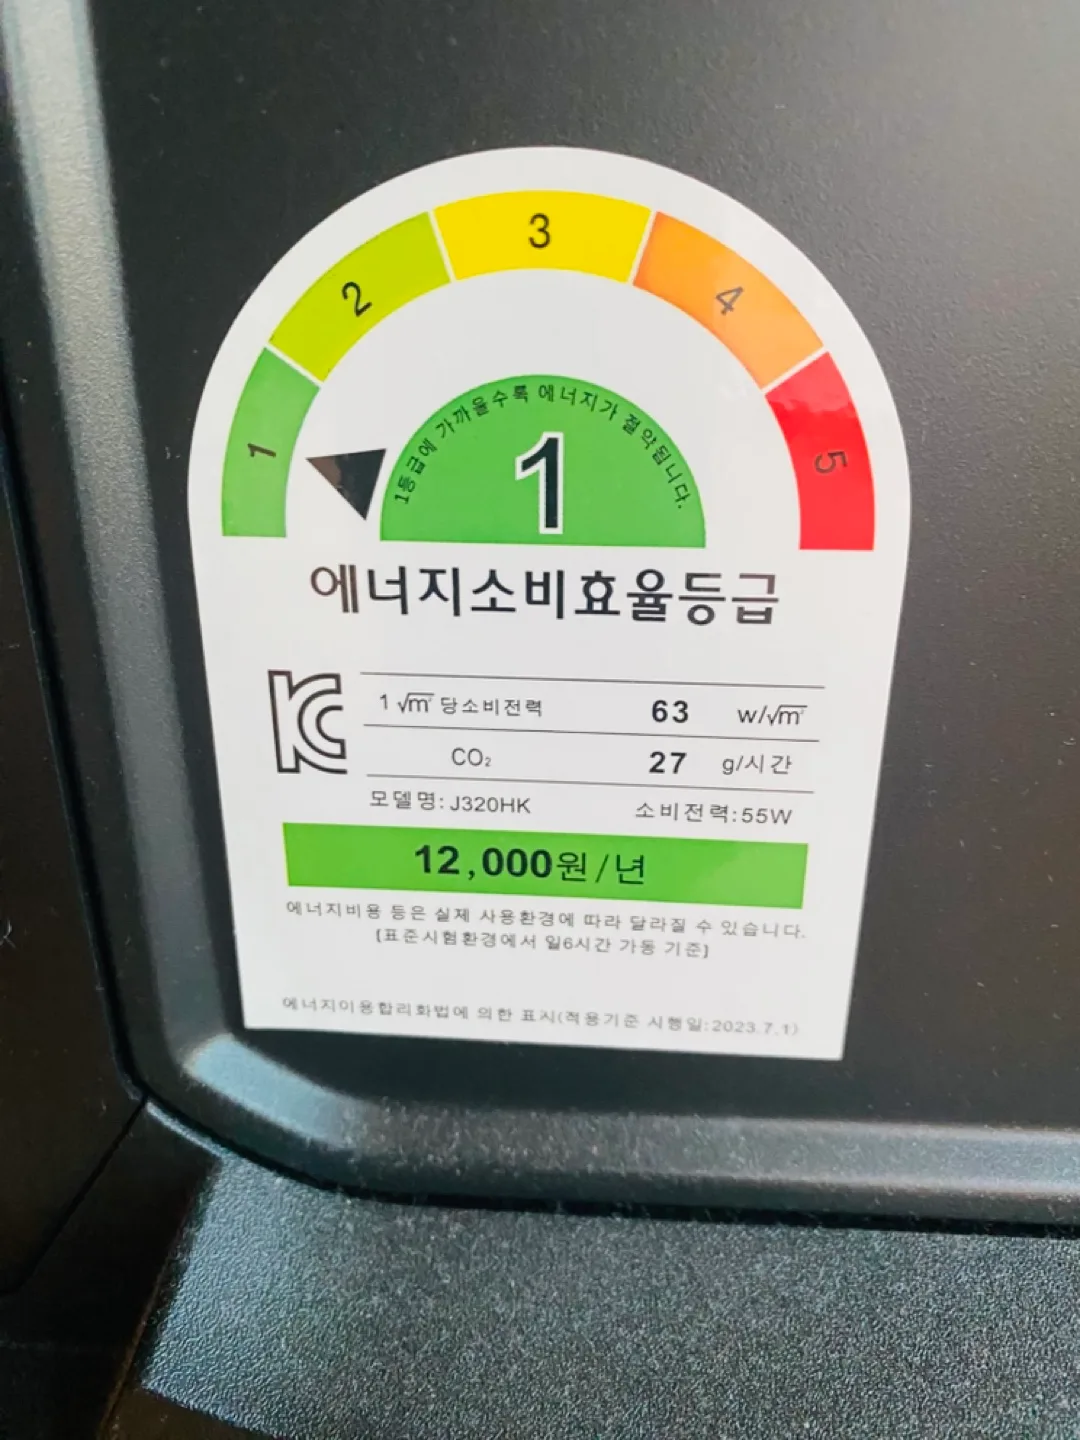 1
2
3
4
5
1등급에 가까울수록 에너지가 절약됩니다.
1
에너지소비효율등급
KC
1 √m² 당소비전력 63 w/√m²
CO₂ 27 g/시간
모델명: J320HK 소비전력:55W
12,000원/년
에너지비용 등은 실제 사용환경에 따라 달라질 수 있습니다.
[표준시험환경에서 일6시간 가동 기준]
에너지이용합리화법에 의한 표지(적용기준 시행일:2023.7.1)